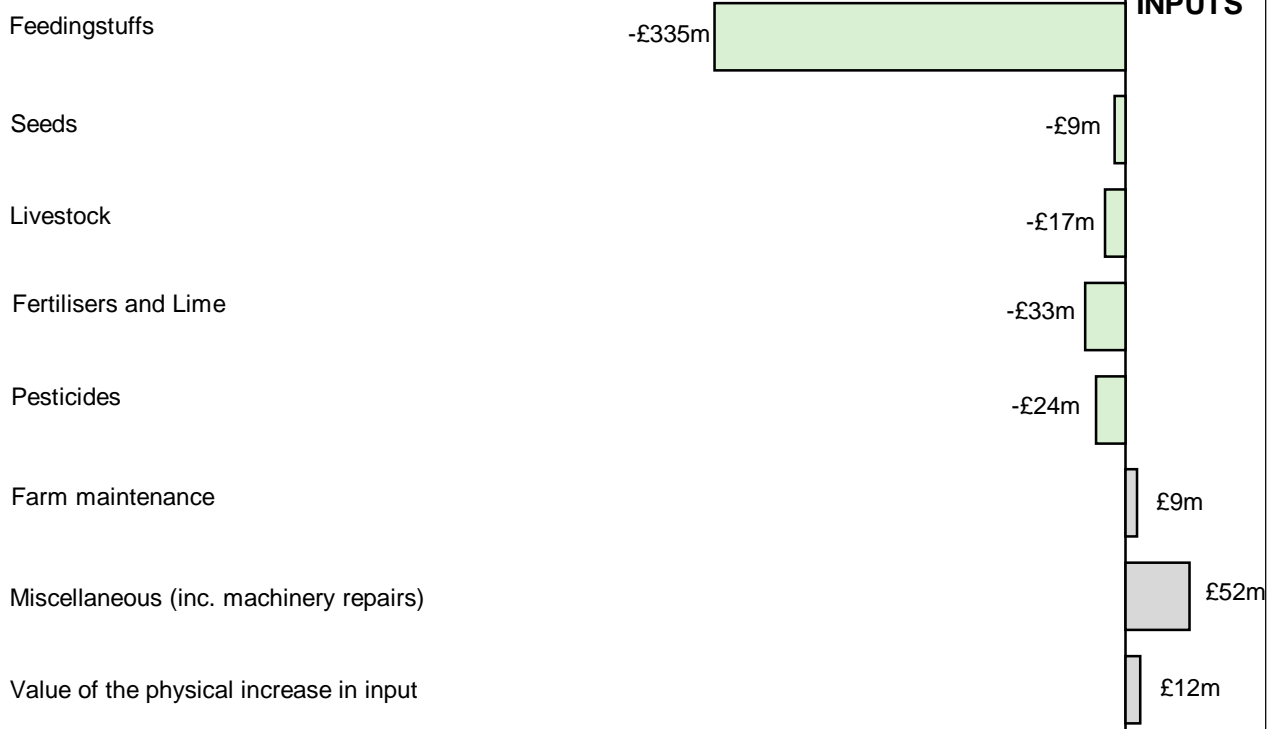 INPUTS
Feedingstuffs -£335m
Seeds -£9m
Livestock -£17m
Fertilisers and Lime -£33m
Pesticides -£24m
Farm maintenance £9m
Miscellaneous (inc. machinery repairs) £52m
Value of the physical increase in input £12m